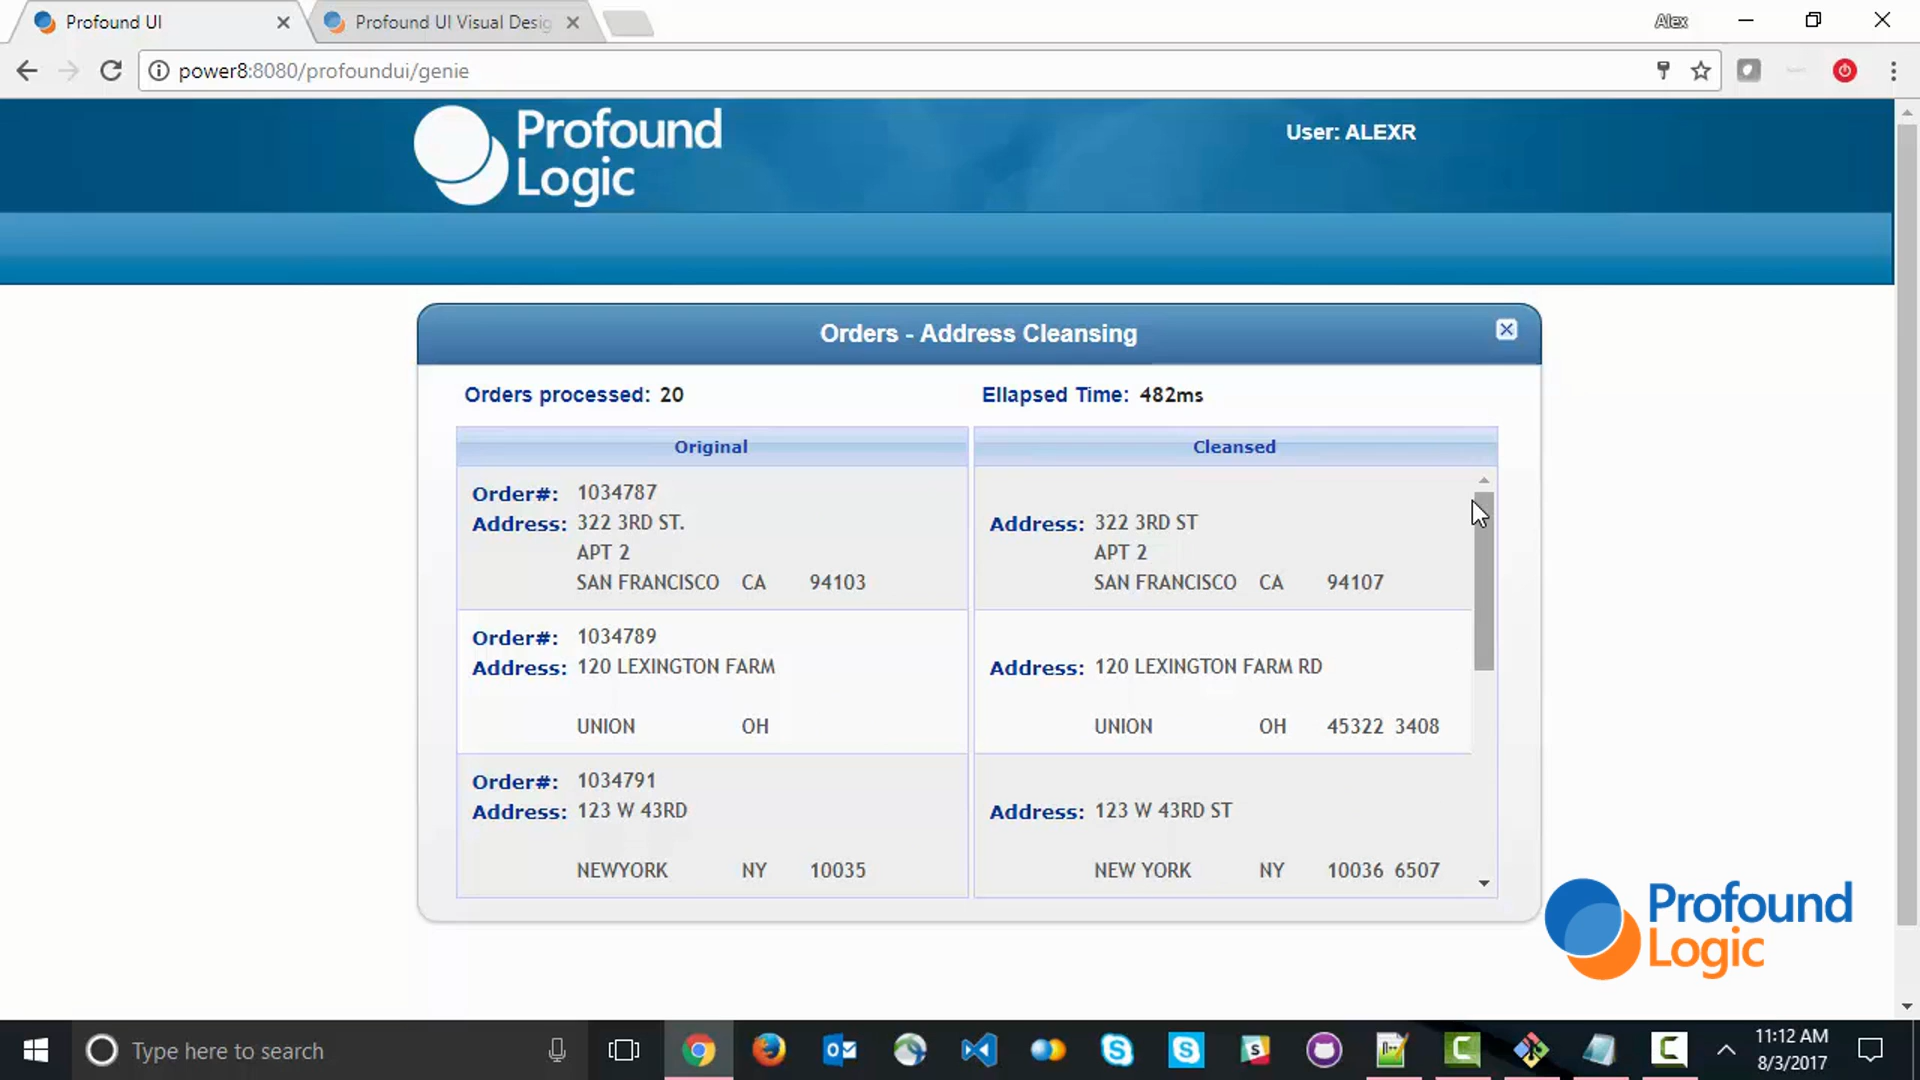 Profound UI
Profound UI Visual Desig
Alex
power8:8080/profoundui/genie
Profound
Logic
User: ALEXR
Orders - Address Cleansing
Orders processed: 20
Ellapsed Time: 482ms
Original
Cleansed
Order#: 1034787
Address: 322 3RD ST.
APT 2
SAN FRANCISCO CA 94103
Address: 322 3RD ST
APT 2
SAN FRANCISCO CA 94107
Order#: 1034789
Address: 120 LEXINGTON FARM
UNION OH
Address: 120 LEXINGTON FARM RD
UNION OH 45322 3408
Order#: 1034791
Address: 123 W 43RD
NEWYORK NY 10035
Address: 123 W 43RD ST
NEW YORK NY 10036 6507
Profound
Logic
Type here to search
11:12 AM
8/3/2017